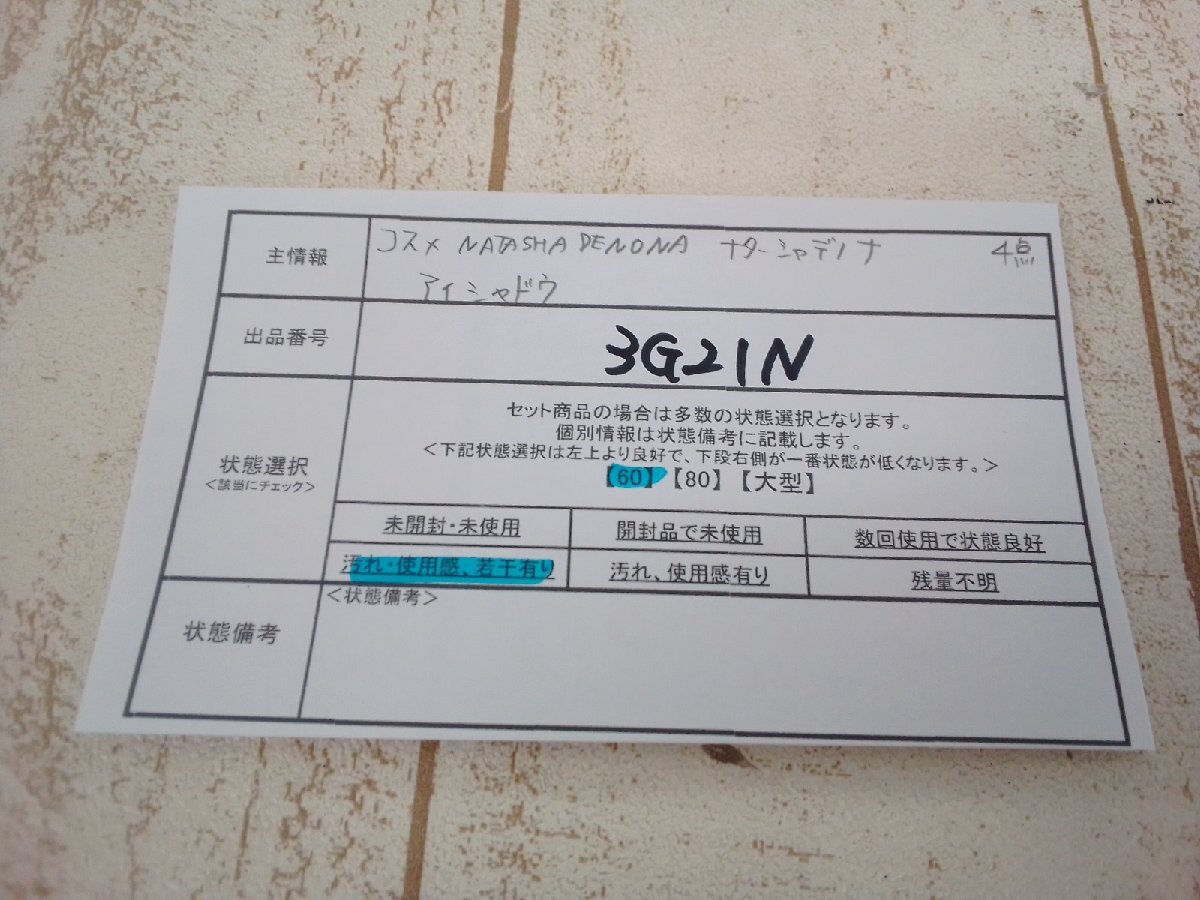 主情報
コスメ NATASHA DENONA ナターシャデノナ 4点
アイシャドウ
出品番号
3G21N
状態選択
<該当にチェック>
セット商品の場合は多数の状態選択となります。
個別情報は状態備考に記載します。
<下記状態選択は左上より良好で、下段右側が一番状態が低くなります。>
【60】【80】【大型】
未開封・未使用 開封品で未使用 数回使用で状態良好
汚れ・使用感、若干有り 汚れ、使用感有り 残量不明
状態備考
<状態備考>